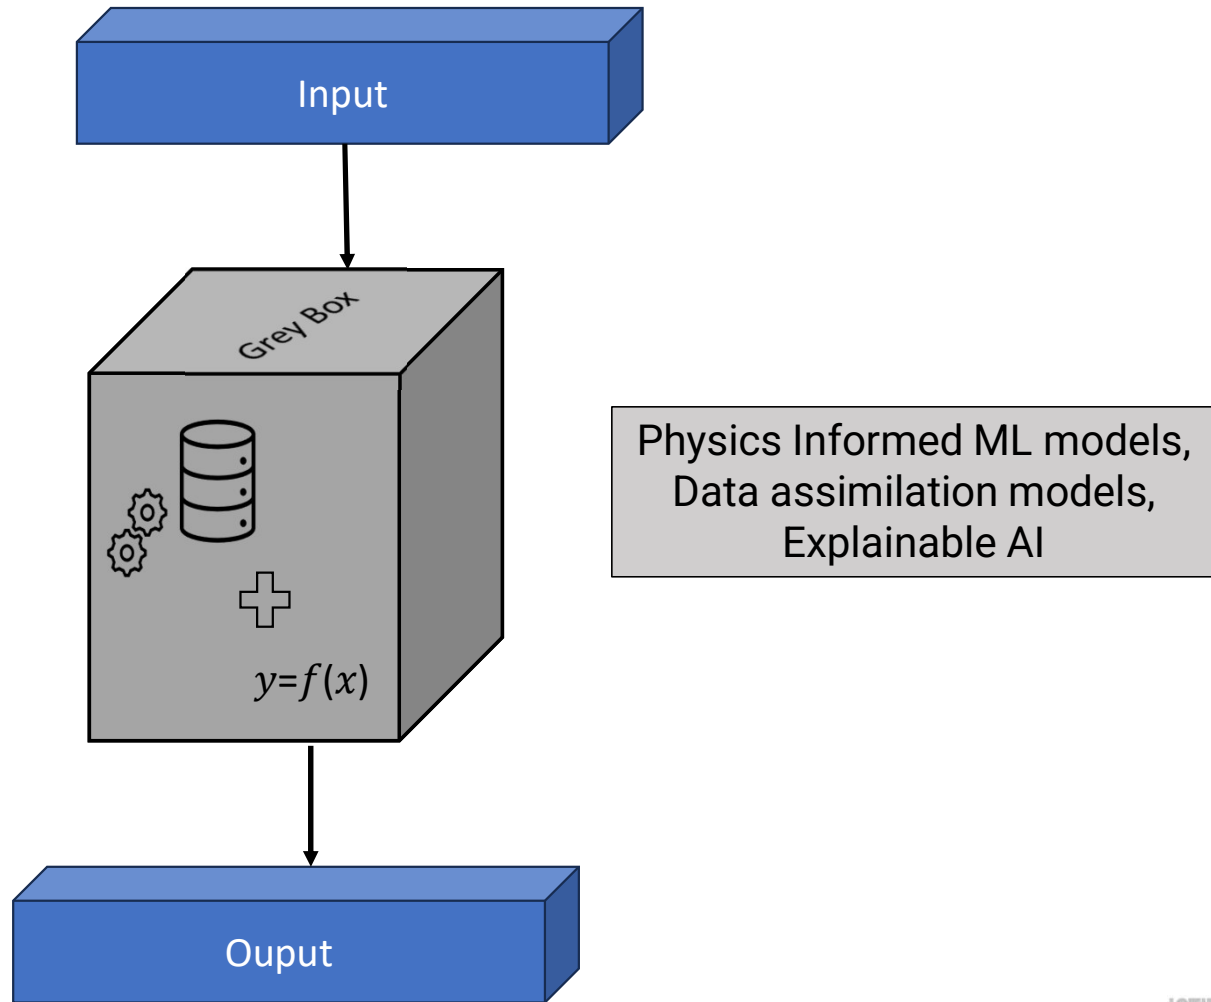 Input
Grey Box
Physics Informed ML models,
Data assimilation models,
Explainable AI
y=f(x)
Ouput